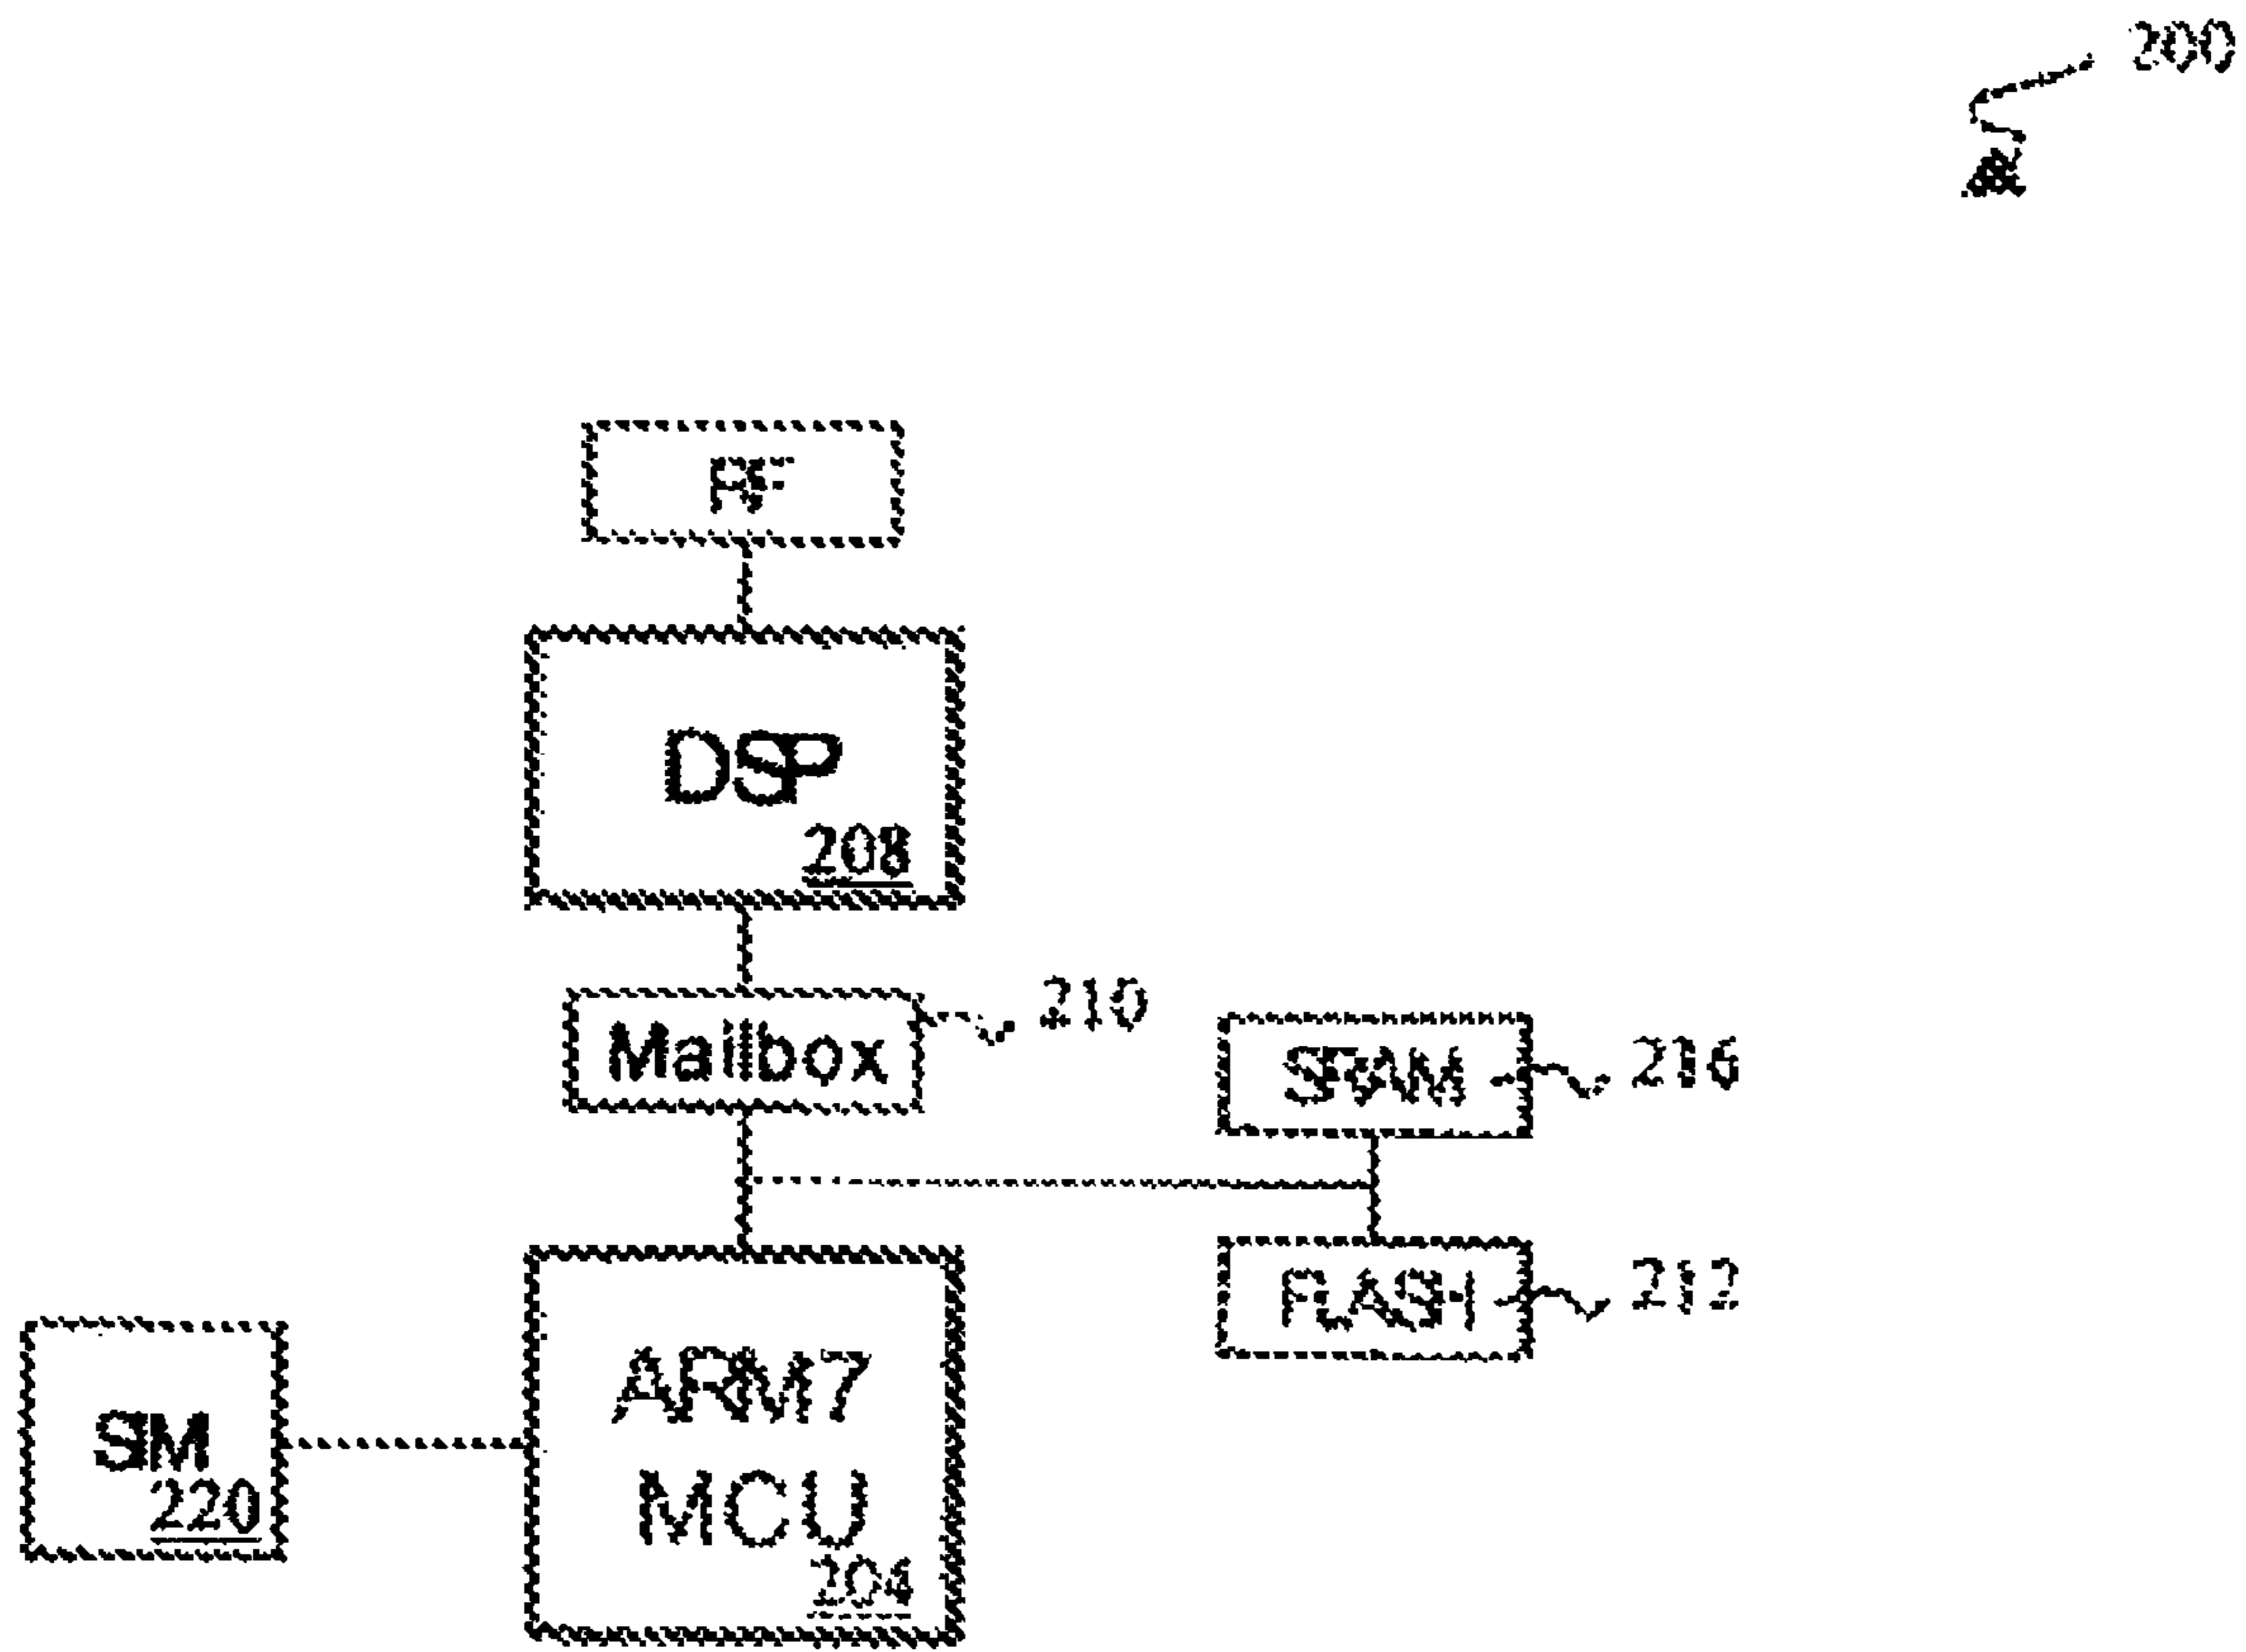 200
RF
DSP
208
Mailbox
210
SRAM
216
FLASH
212
ARM7
MCU
204
SIM
220